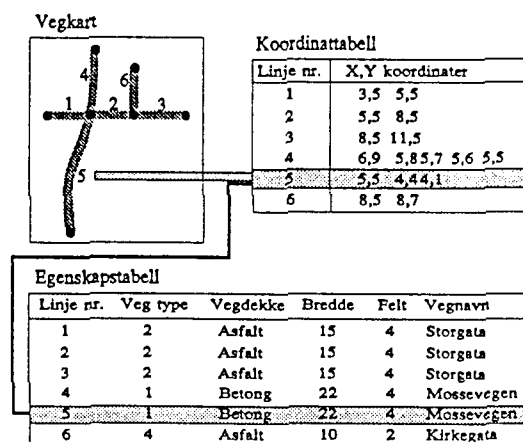 Vegkart
4
6
1 2 3
5
Koordinattabell
Linje nr. X,Y koordinater
1 3,5 5,5
2 5,5 8,5
3 8,5 11,5
4 6,9 5,85,7 5,6 5,5
5 5,5 4,44,1
6 8,5 8,7
Egenskapstabell
Linje nr. Veg type Vegdekke Bredde Felt Vegnavn
1 2 Asfalt 15 4 Storgata
2 2 Asfalt 15 4 Storgata
3 2 Asfalt 15 4 Storgata
4 1 Betong 22 4 Mossevegen
5 1 Betong 22 4 Mossevegen
6 4 Asfalt 10 2 Kirkegata